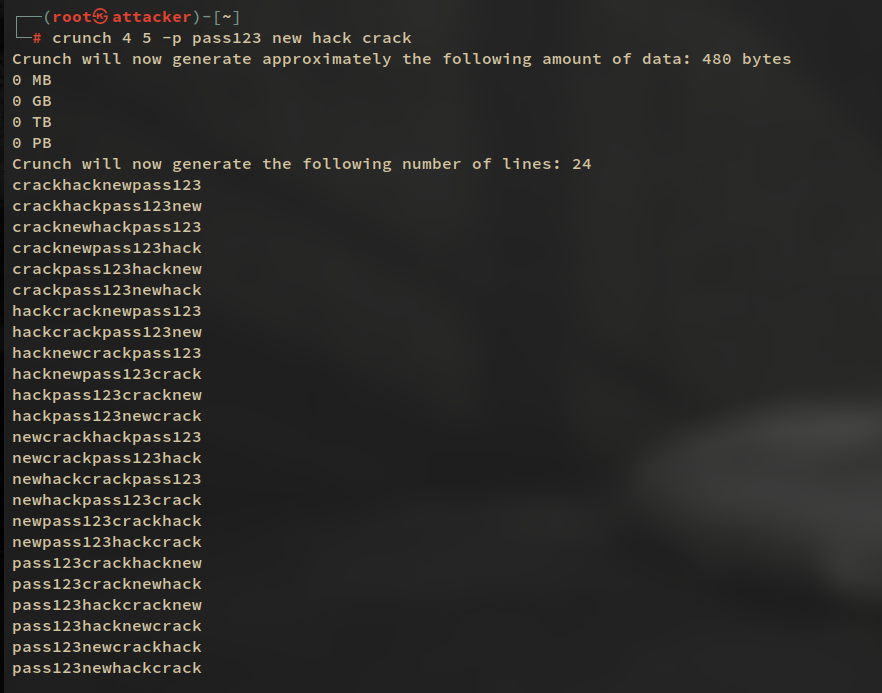 ┌──(root㉿attacker)-[~]
└─# crunch 4 5 -p pass123 new hack crack
Crunch will now generate approximately the following amount of data: 480 bytes
0 MB
0 GB
0 TB
0 PB
Crunch will now generate the following number of lines: 24
crackhacknewpass123
crackhackpass123new
cracknewhackpass123
cracknewpass123hack
crackpass123hacknew
crackpass123newhack
hackcracknewpass123
hackcrackpass123new
hacknewcrackpass123
hacknewpass123crack
hackpass123cracknew
hackpass123newcrack
newcrackhackpass123
newcrackpass123hack
newhackcrackpass123
newhackpass123crack
newpass123crackhack
newpass123hackcrack
pass123crackhacknew
pass123cracknewhack
pass123hackcracknew
pass123hacknewcrack
pass123newcrackhack
pass123newhackcrack